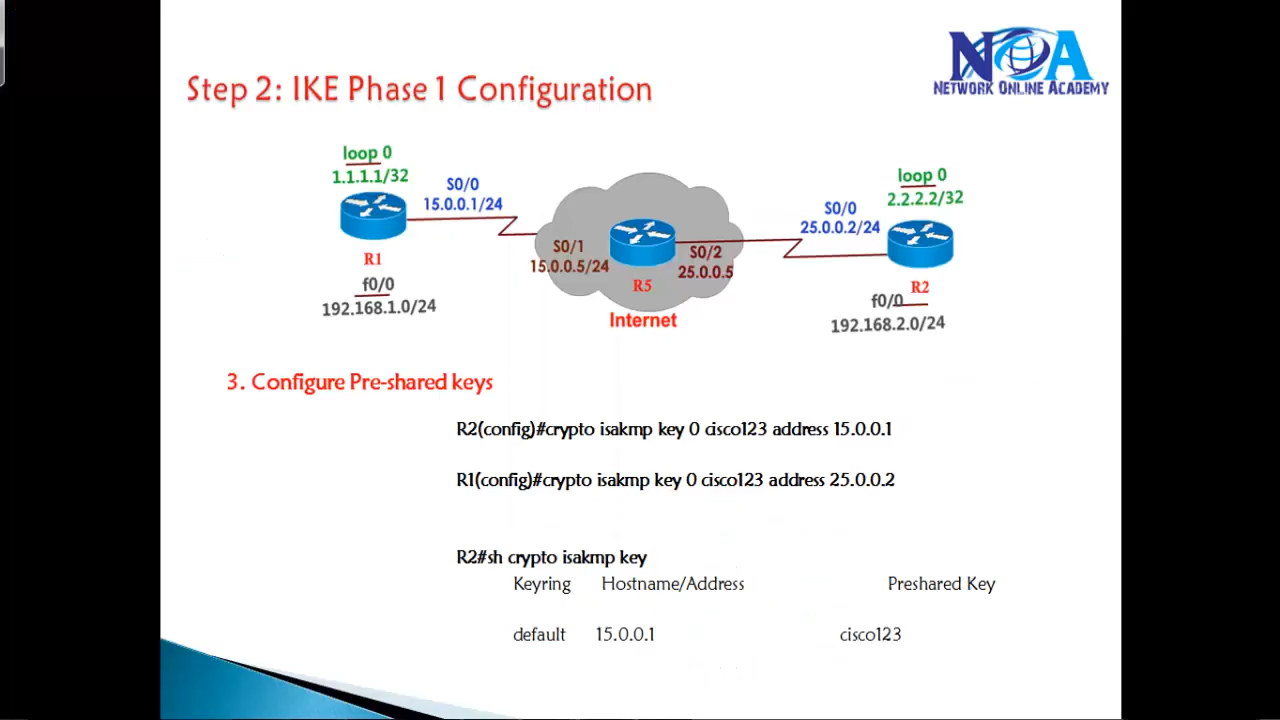 NOA
NETWORK ONLINE ACADEMY
Step 2: IKE Phase 1 Configuration
loop 0
1.1.1.1/32
S0/0
15.0.0.1/24
R1
f0/0
192.168.1.0/24
S0/1
15.0.0.5/24
R5
S0/2
25.0.0.5
Internet
S0/0
25.0.0.2/24
loop 0
2.2.2.2/32
R2
f0/0
192.168.2.0/24
3. Configure Pre-shared keys
R2(config)#crypto isakmp key 0 cisco123 address 15.0.0.1
R1(config)#crypto isakmp key 0 cisco123 address 25.0.0.2
R2#sh crypto isakmp key
Keyring Hostname/Address Preshared Key
default 15.0.0.1 cisco123